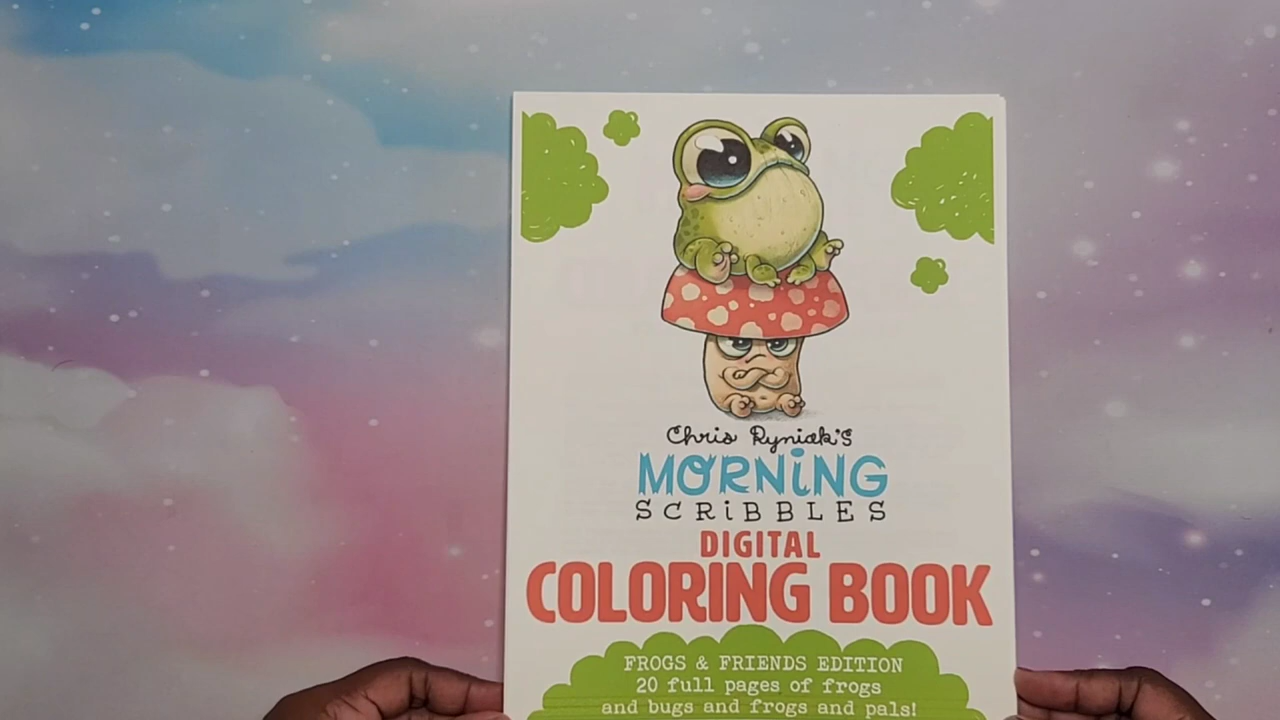 Chris Ryniak's
MORNiNG
SCRiBBLES
DIGITAL
COLORING BOOK
FROGS & FRIENDS EDITION
20 full pages of frogs
and bugs and frogs and pals!